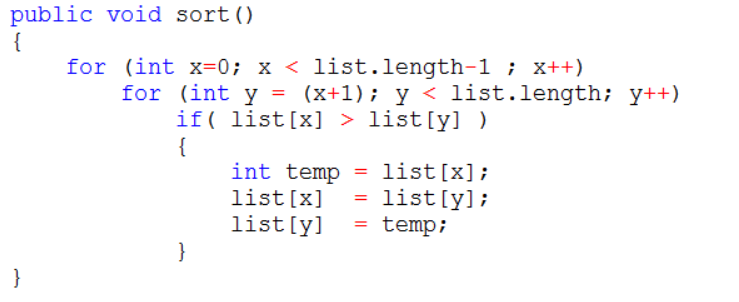 public void sort()
{
    for (int x=0; x < list.length-1 ; x++)
        for (int y = (x+1); y < list.length; y++)
            if( list[x] > list[y] )
            {
                int temp = list[x];
                list[x]  = list[y];
                list[y]  = temp;
            }
}